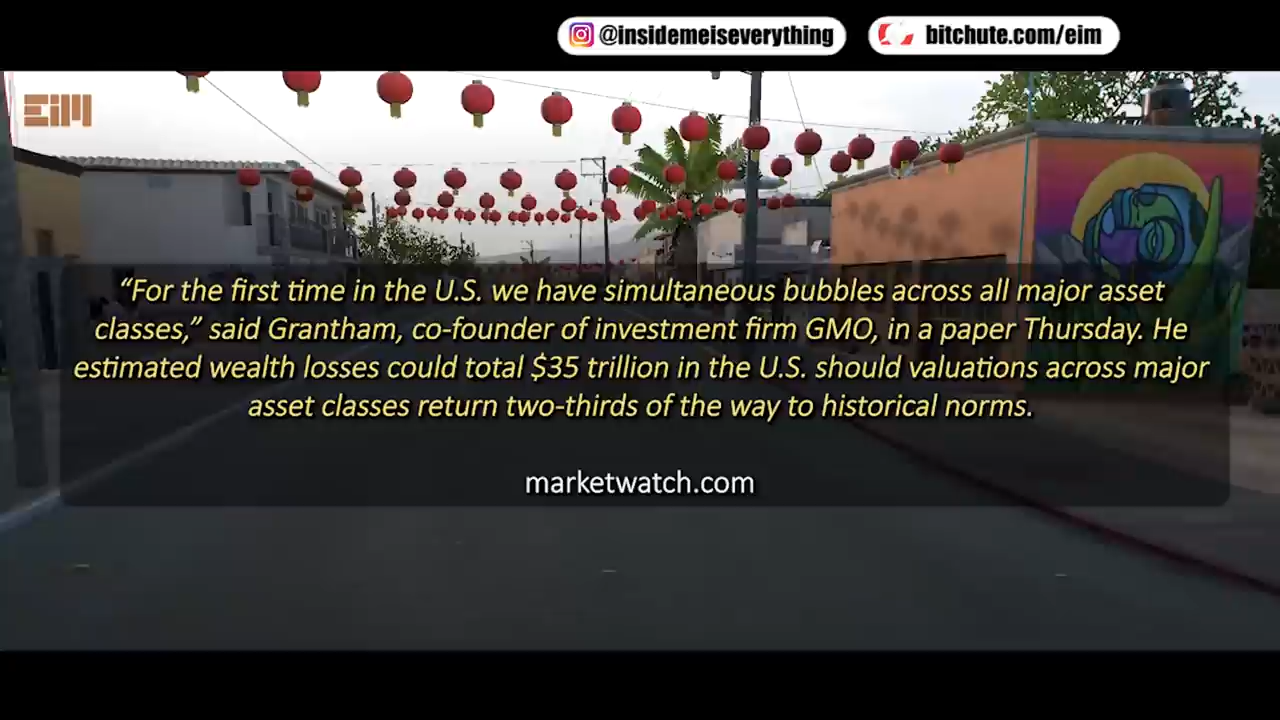 @insidemeiseverything
bitchute.com/eim
EiM
“For the first time in the U.S. we have simultaneous bubbles across all major asset
classes,” said Grantham, co-founder of investment firm GMO, in a paper Thursday. He
estimated wealth losses could total $35 trillion in the U.S. should valuations across major
asset classes return two-thirds of the way to historical norms.
marketwatch.com